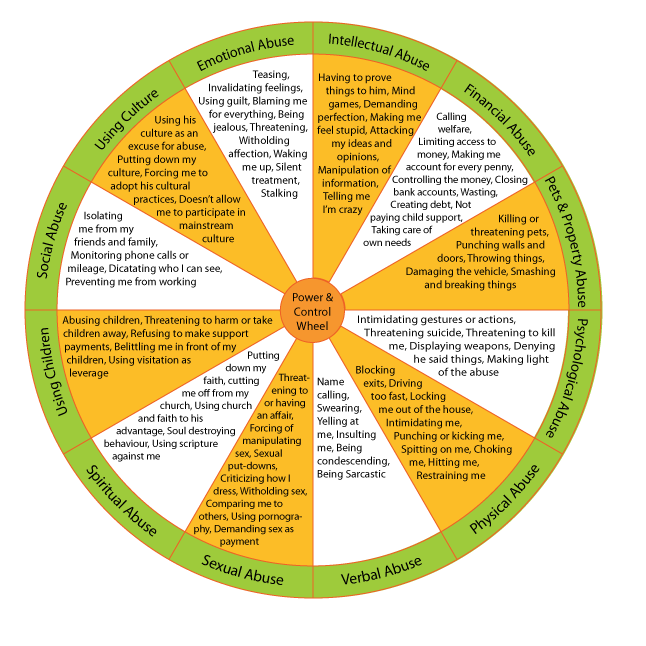 Power &
Control
Wheel
Intellectual Abuse
Having to prove
things to him, Mind
games, Demanding
perfection, Making me
feel stupid, Attacking
my ideas and
opinions,
Manipulation of
information,
Telling me
I'm crazy
Financial Abuse
Calling
welfare,
Limiting access to
money, Making me
account for every penny,
Controlling the money, Closing
bank accounts, Wasting,
Creating debt, Not
paying child support,
Taking care of
own needs
Pets & Property Abuse
Killing or
threatening pets,
Punching walls and
doors, Throwing things,
Damaging the vehicle, Smashing
and breaking things
Psychological Abuse
Intimidating gestures or actions,
Threatening suicide, Threatening to kill
me, Displaying weapons, Denying
he said things, Making light
of the abuse
Physical Abuse
Blocking
exits, Driving
too fast, Locking
me out of the house,
Intimidating me,
Punching or kicking me,
Spitting on me, Choking
me, Hitting me,
Restraining me
Verbal Abuse
Name
calling,
Swearing,
Yelling at
me, Insulting
me, Being
condescending,
Being Sarcastic
Sexual Abuse
Threat-
ening to
or having
an affair,
Forcing of
manipulating
sex, Sexual
put-downs,
Criticizing how I
dress, Witholding sex,
Comparing me to
others, Using pornogra-
phy, Demanding sex as
payment
Spiritual Abuse
Putting
down my
faith, cutting
me off from my
church, Using church
and faith to his
advantage, Soul destroying
behaviour, Using scripture
against me
Using Children
Abusing children, Threatening to harm or take
children away, Refusing to make support
payments, Belittling me in front of my
children, Using visitation as
leverage
Social Abuse
Isolating
me from my
friends and family,
Monitoring phone calls or
mileage, Dicatating who I can see,
Preventing me from working
Using Culture
Using his
culture as an
excuse for abuse,
Putting down my
culture, Forcing me to
adopt his cultural
practices, Doesn't allow
me to participate in
mainstream
culture
Emotional Abuse
Teasing,
Invalidating feelings,
Using guilt, Blaming me
for everything, Being
jealous, Threatening,
Witholding
affection, Waking
me up, Silent
treatment,
Stalking